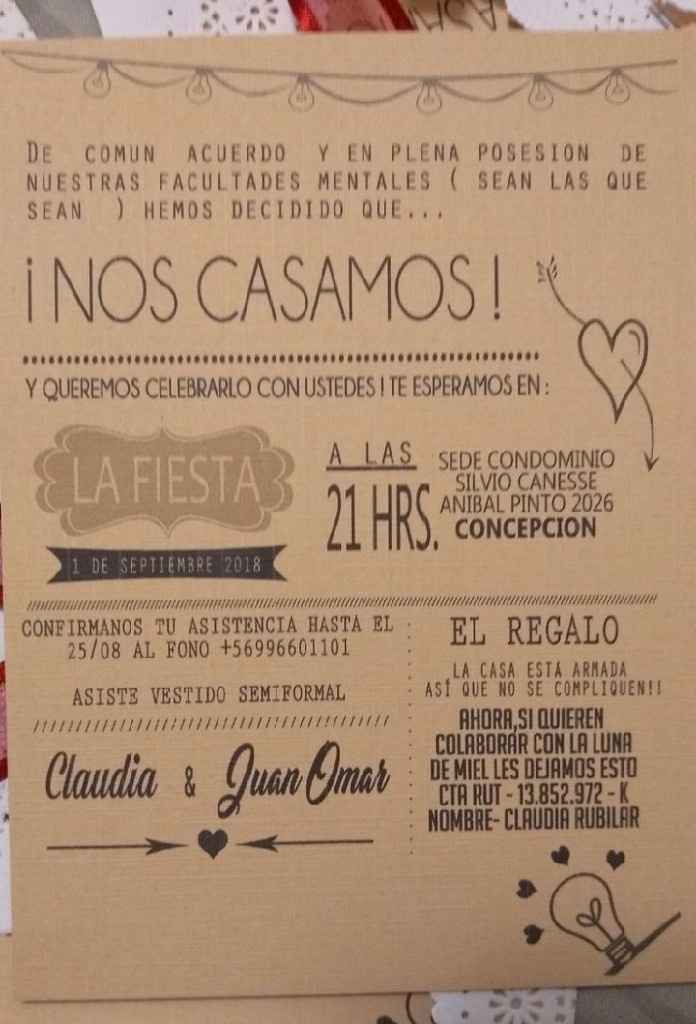 DE COMUN ACUERDO Y EN PLENA POSESION DE
NUESTRAS FACULTADES MENTALES ( SEAN LAS QUE
SEAN ) HEMOS DECIDIDO QUE...
¡ NOS CASAMOS !
Y QUEREMOS CELEBRARLO CON USTEDES ! TE ESPERAMOS EN :
LA FIESTA
1 DE SEPTIEMBRE 2018
A LAS
21 HRS.
SEDE CONDOMINIO
SILVIO CANESSE
ANIBAL PINTO 2026
CONCEPCION
CONFIRMANOS TU ASISTENCIA HASTA EL
25/08 AL FONO +56996601101
ASISTE VESTIDO SEMIFORMAL
Claudia & Juan Omar
EL REGALO
LA CASA ESTÁ ARMADA
ASÍ QUE NO SE COMPLIQUEN!!
AHORA,SI QUIEREN
COLABORAR CON LA LUNA
DE MIEL LES DEJAMOS ESTO
CTA RUT - 13.852.972 - K
NOMBRE- CLAUDIA RUBILAR